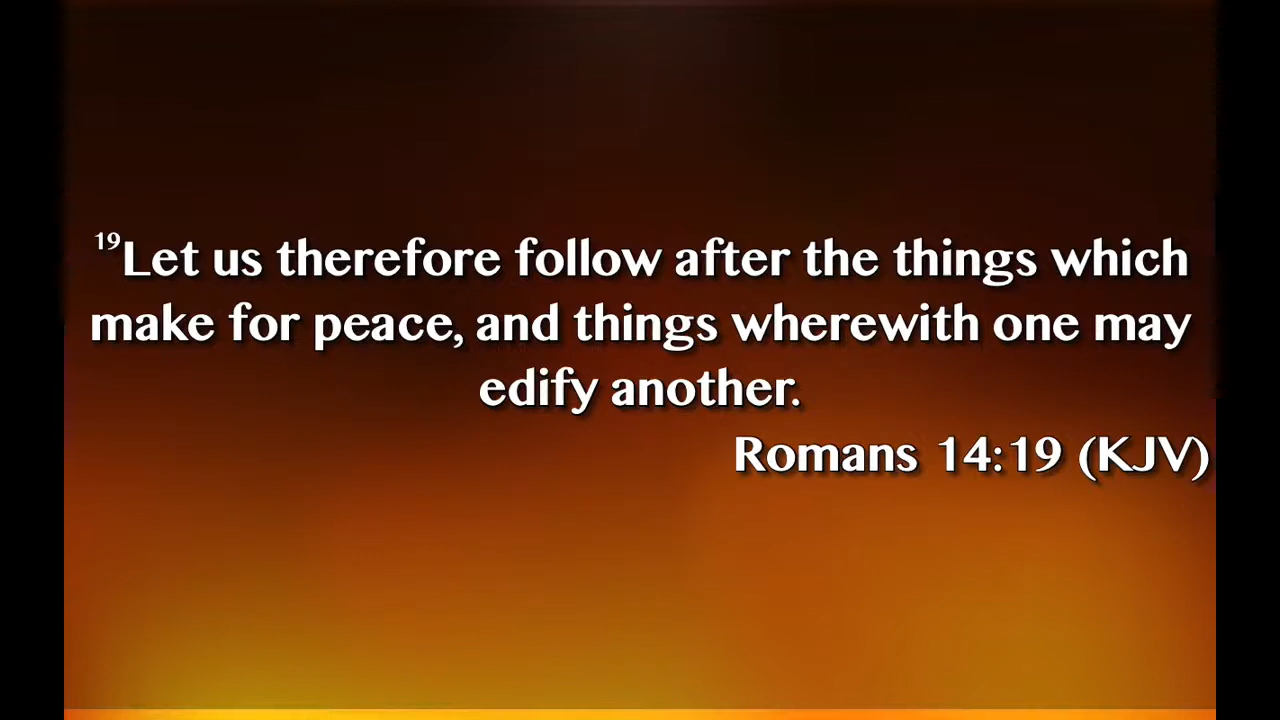 ¹⁹Let us therefore follow after the things which
make for peace, and things wherewith one may
edify another.
Romans 14:19 (KJV)